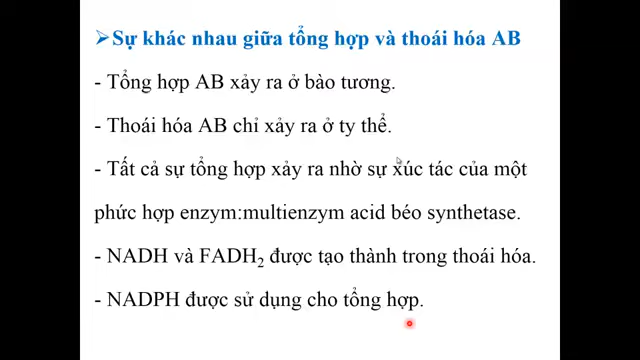 ➢Sự khác nhau giữa tổng hợp và thoái hóa AB
- Tổng hợp AB xảy ra ở bào tương.
- Thoái hóa AB chỉ xảy ra ở ty thể.
- Tất cả sự tổng hợp xảy ra nhờ sự xúc tác của một
phức hợp enzym:multienzym acid béo synthetase.
- NADH và FADH₂ được tạo thành trong thoái hóa.
- NADPH được sử dụng cho tổng hợp.